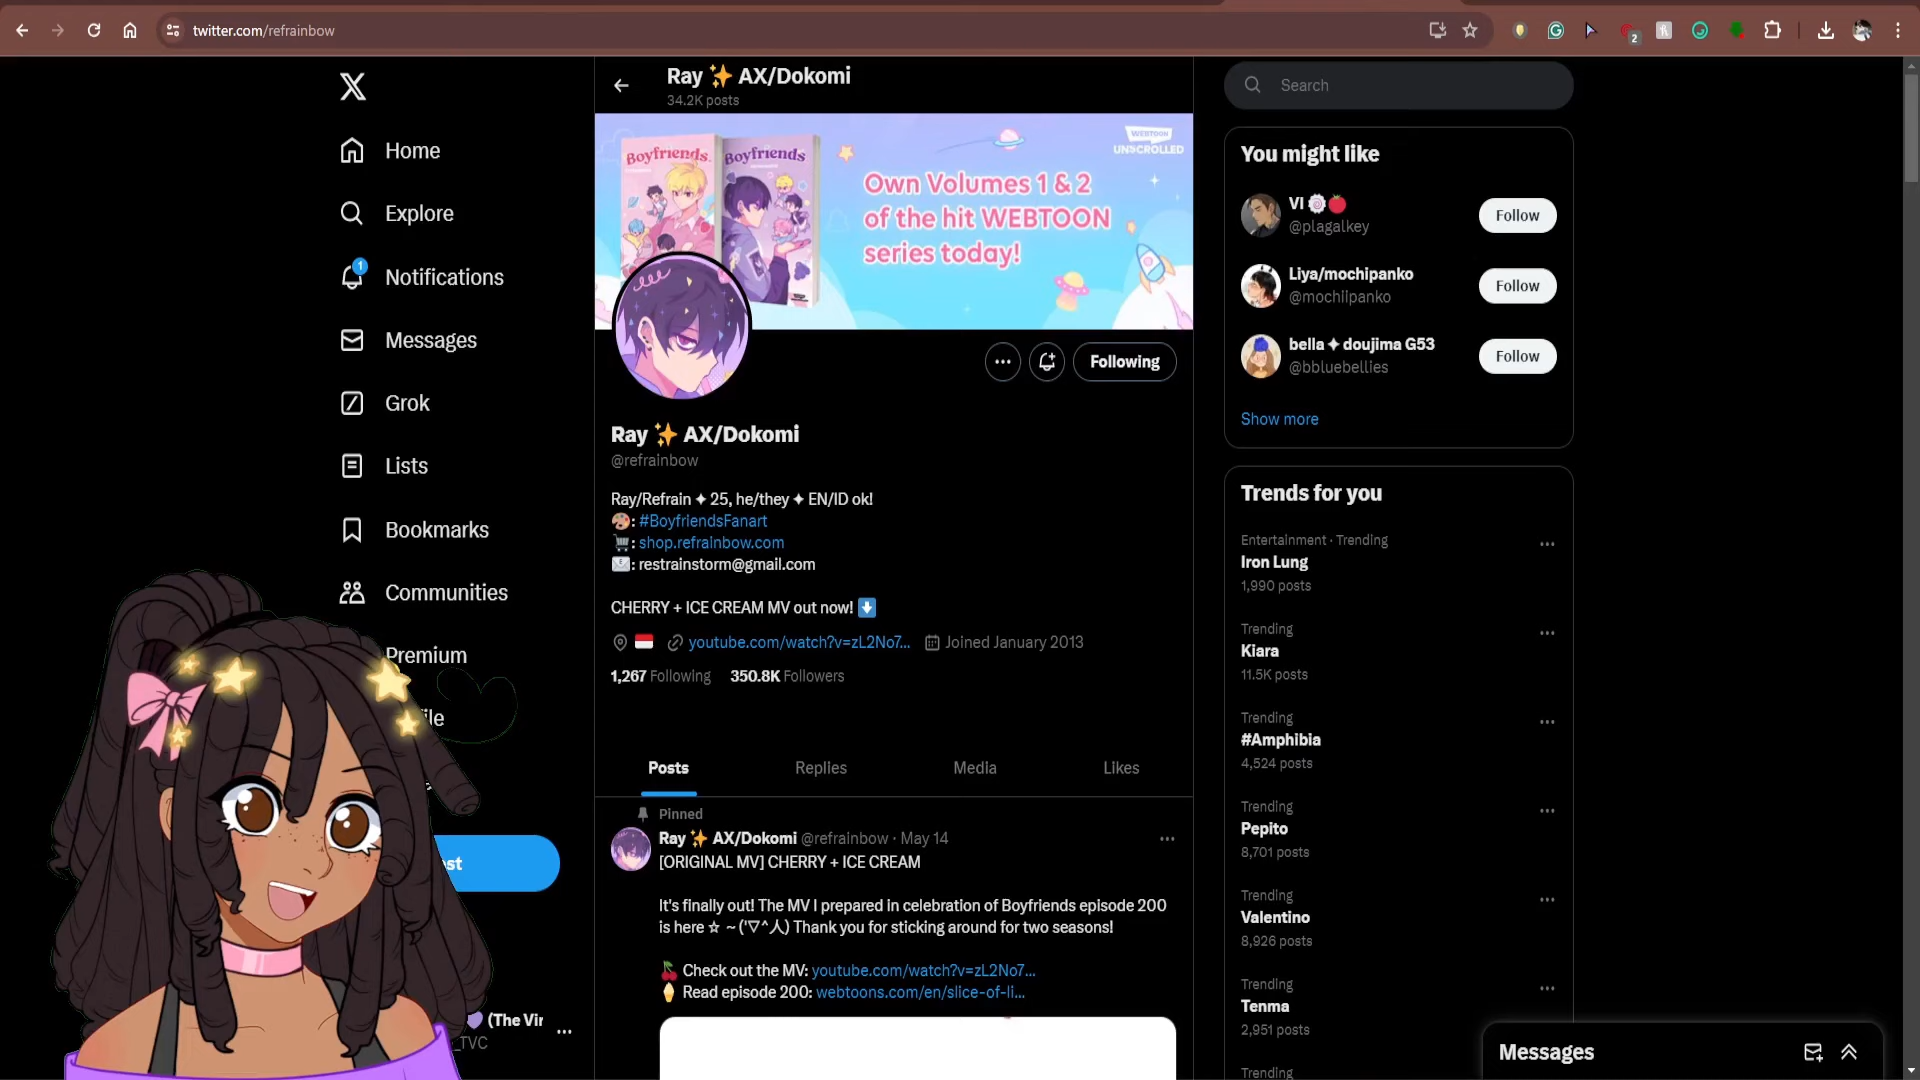 twitter.com/refrainbow
2
Home
Explore
1
Notifications
Messages
Grok
Lists
Bookmarks
Communities
Premium
file
st
💜 (The Vir
_TVC
Ray ✨ AX/Dokomi
34.2K posts
Boyfriends.
Boyfriends
Own Volumes 1 & 2
of the hit WEBTOON
series today!
WEBTOON
UNSCROLLED
Following
Ray ✨ AX/Dokomi
@refrainbow
Ray/Refrain ✦ 25, he/they ✦ EN/ID ok!
🎨: #BoyfriendsFanart
🛒: shop.refrainbow.com
📧: restrainstorm@gmail.com
CHERRY + ICE CREAM MV out now! ⬇️
🇮🇩 youtube.com/watch?v=zL2No7… Joined January 2013
1,267 Following 350.8K Followers
Posts Replies Media Likes
Pinned
Ray ✨ AX/Dokomi @refrainbow · May 14
[ORIGINAL MV] CHERRY + ICE CREAM
It's finally out! The MV I prepared in celebration of Boyfriends episode 200
is here ☆ ~ ('▽^人) Thank you for sticking around for two seasons!
🍒 Check out the MV: youtube.com/watch?v=zL2No7…
🍦 Read episode 200: webtoons.com/en/slice-of-li…
Search
You might like
VI 🍥🍎
@plagalkey
Follow
Liya/mochipanko
@mochiipanko
Follow
bella ✦ doujima G53
@bbluebellies
Follow
Show more
Trends for you
Entertainment · Trending
Iron Lung
1,990 posts
Trending
Kiara
11.5K posts
Trending
#Amphibia
4,524 posts
Trending
Pepito
8,701 posts
Trending
Valentino
8,926 posts
Trending
Tenma
2,951 posts
Trending
Messages